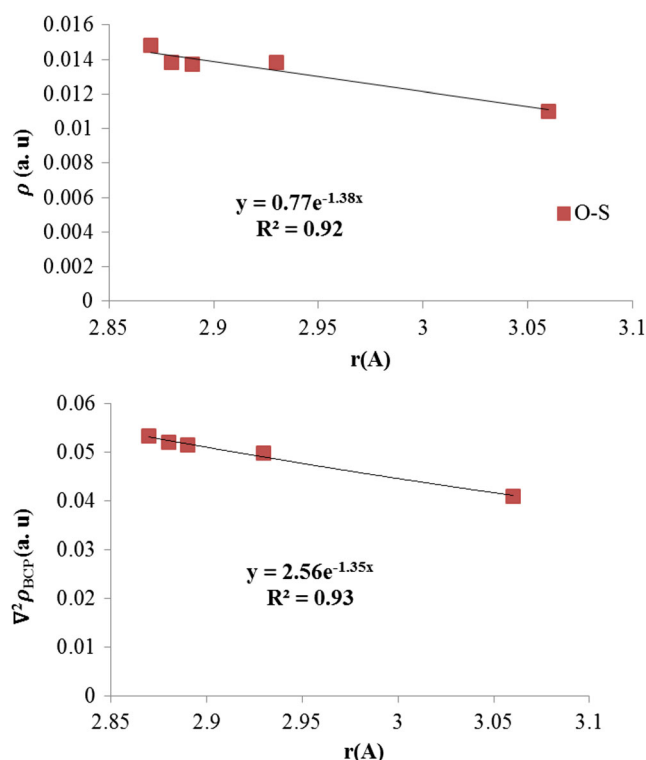 0.016
0.014
0.012
0.01
0.008
0.006
0.004
0.002
0
ρ (a. u)
y = 0.77e^{-1.38x}
R² = 0.92
O-S
2.85 2.9 2.95 3 3.05 3.1
r(A)
0.06
0.05
0.04
0.03
0.02
0.01
0
∇²ρ_{BCP}(a. u)
y = 2.56e^{-1.35x}
R² = 0.93
2.85 2.9 2.95 3 3.05 3.1
r(A)